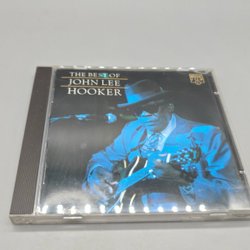 THE BEST OF
JOHN LEE
HOOKER